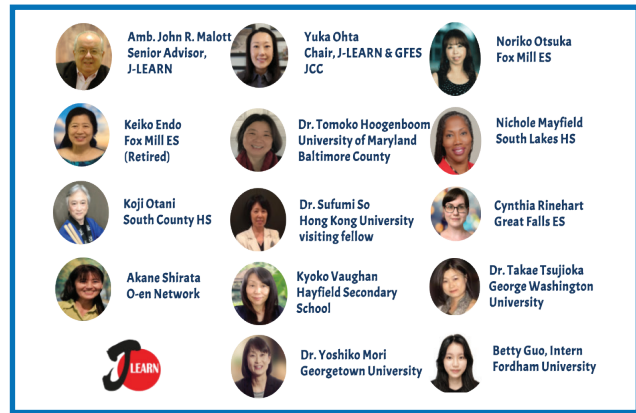 Amb. John R. Malott
Senior Advisor,
J-LEARN
Yuka Ohta
Chair, J-LEARN & GFES
JCC
Noriko Otsuka
Fox Mill ES
Keiko Endo
Fox Mill ES
(Retired)
Dr. Tomoko Hoogenboom
University of Maryland
Baltimore County
Nichole Mayfield
South Lakes HS
Koji Otani
South County HS
Dr. Sufumi So
Hong Kong University
visiting fellow
Cynthia Rinehart
Great Falls ES
Akane Shirata
O-en Network
Kyoko Vaughan
Hayfield Secondary
School
Dr. Takae Tsujioka
George Washington
University
J LEARN
Dr. Yoshiko Mori
Georgetown University
Betty Guo, Intern
Fordham University